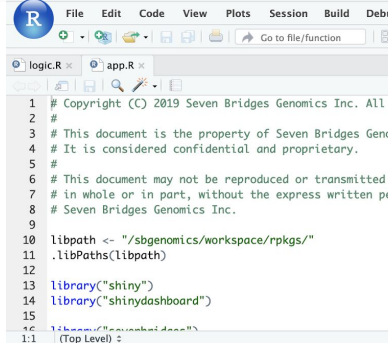 R File Edit Code View Plots Session Build
Go to file/function
logic.R × app.R ×
1 # Copyright (C) 2019 Seven Bridges Genomics Inc. All
2 #
3 # This document is the property of Seven Bridges
4 # It is considered confidential and proprietary.
5 #
6 # This document may not be reproduced or transmitted
7 # in whole or in part, without the express written
8 # Seven Bridges Genomics Inc.
9
10 libpath <- "/sbgenomics/workspace/rpkgs/"
11 .libPaths(libpath)
12
13 library("shiny")
14 library("shinydashboard")
15
1:1 (Top Level)